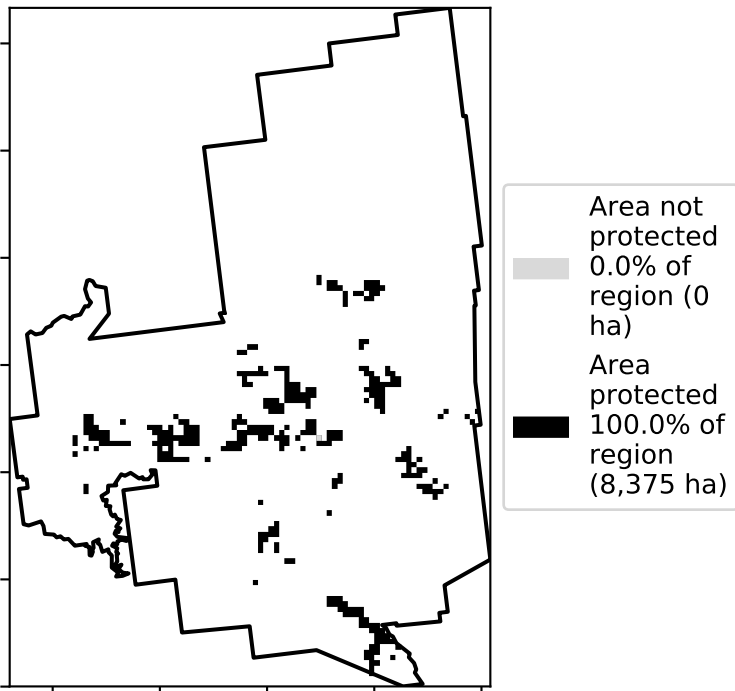 Area not
protected
0.0% of
region (0
ha)
Area
protected
100.0% of
region
(8,375 ha)